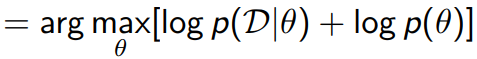 = arg max[log p(𝒟|θ) + log p(θ)]
θ